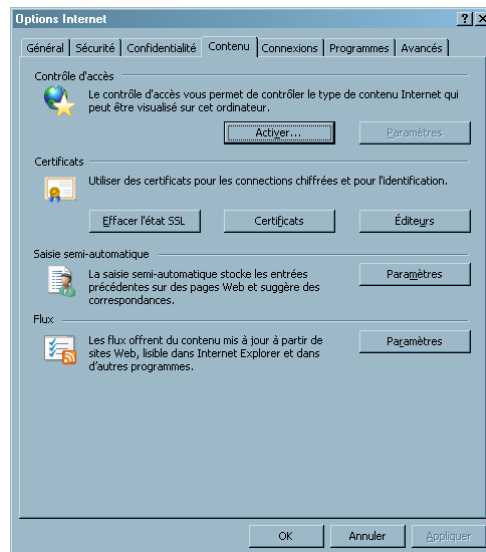 Options Internet
Général
Sécurité
Confidentialité
Contenu
Connexions
Programmes
Avancés
Contrôle d'accès
Le contrôle d'accès vous permet de contrôler le type de contenu Internet qui
peut être visualisé sur cet ordinateur.
Activer...
Paramètres
Certificats
Utiliser des certificats pour les connections chiffrées et pour l'identification.
Effacer l'état SSL
Certificats
Éditeurs
Saisie semi-automatique
La saisie semi-automatique stocke les entrées
précédentes sur des pages Web et suggère des
correspondances.
Paramètres
Flux
Les flux offrent du contenu mis à jour à partir de
sites Web, lisible dans Internet Explorer et dans
d'autres programmes.
Paramètres
OK
Annuler
Appliquer